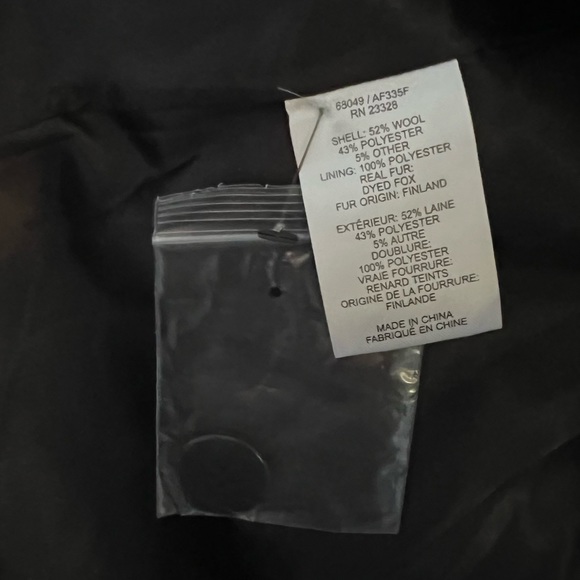 68049 / AF335F
RN 23328
SHELL: 52% WOOL
43% POLYESTER
5% OTHER
LINING: 100% POLYESTER
REAL FUR:
DYED FOX
FUR ORIGIN: FINLAND
EXTÉRIEUR: 52% LAINE
43% POLYESTER
5% AUTRE
DOUBLURE:
100% POLYESTER
VRAIE FOURRURE:
RENARD TEINTS
ORIGINE DE LA FOURRURE:
FINLANDE
MADE IN CHINA
FABRIQUÉ EN CHINE